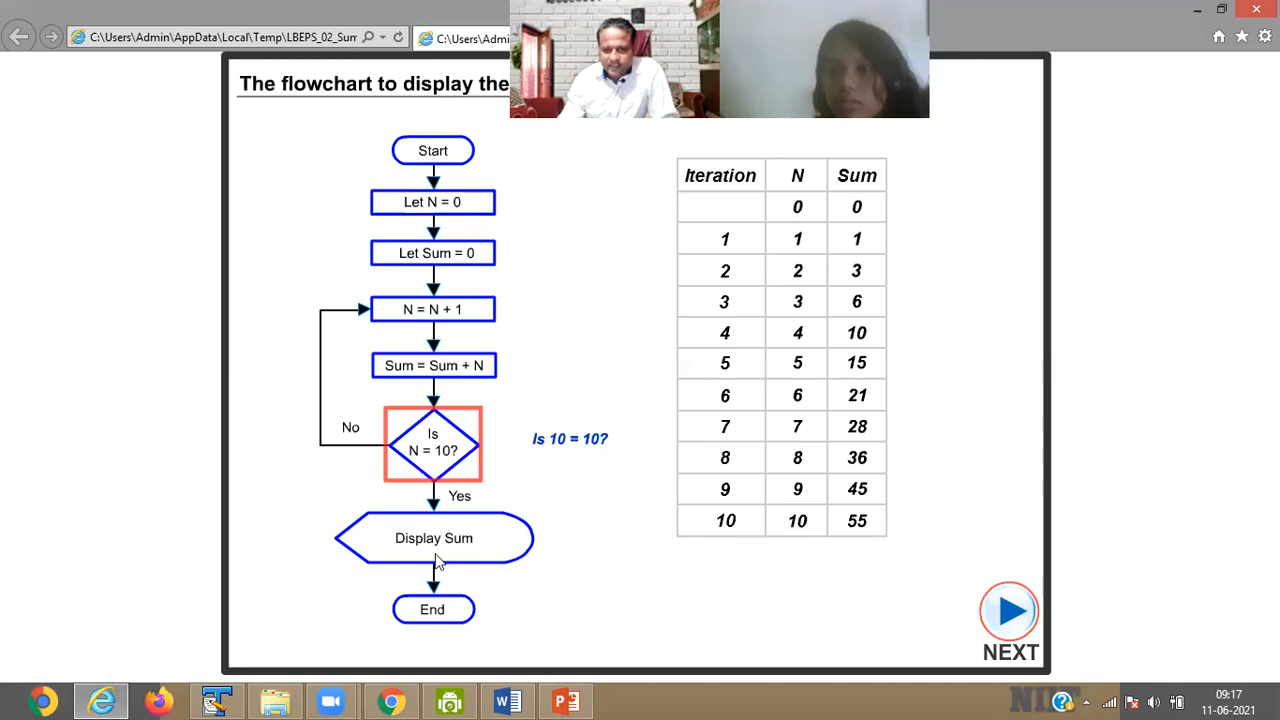 C:\Users\Admin\AppData\Local\Temp\LBEPS_02_Sum
C:\Users\Admin
The flowchart to display the
Start
Let N = 0
Let Sum = 0
N = N + 1
Sum = Sum + N
No
Is
N = 10?
Is 10 = 10?
Yes
Display Sum
End
Iteration N Sum
0 0
1 1 1
2 2 3
3 3 6
4 4 10
5 5 15
6 6 21
7 7 28
8 8 36
9 9 45
10 10 55
NEXT
09:17
11-06-2021